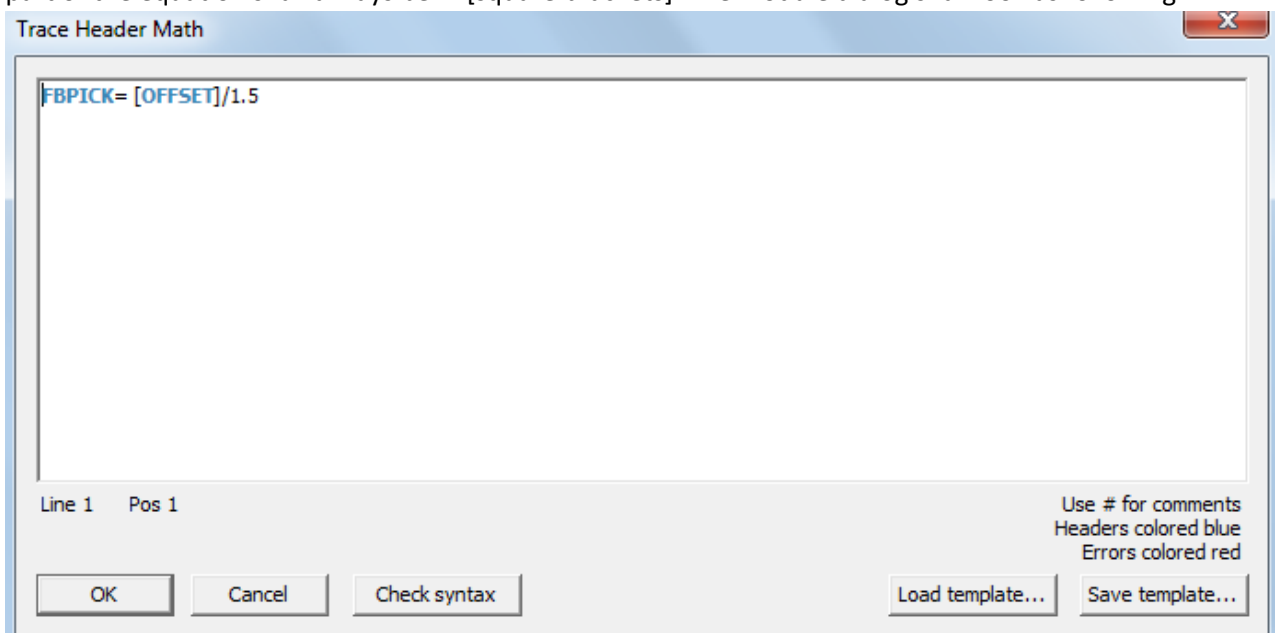 Trace Header Math
X
FBPICK= [OFFSET]/1.5
Line 1 Pos 1
Use # for comments
Headers colored blue
Errors colored red
OK Cancel Check syntax Load template... Save template...